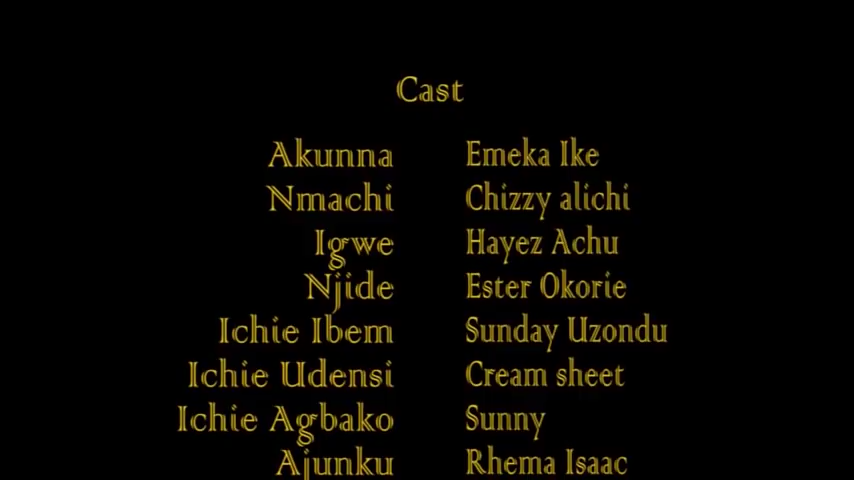 Cast
Akunna Emeka Ike
Nmachi Chizzy alichi
Igwe Hayez Achu
Njide Ester Okorie
Ichie Ibem Sunday Uzondu
Ichie Udensi Cream sheet
Ichie Agbako Sunny
Ajunku Rhema Isaac